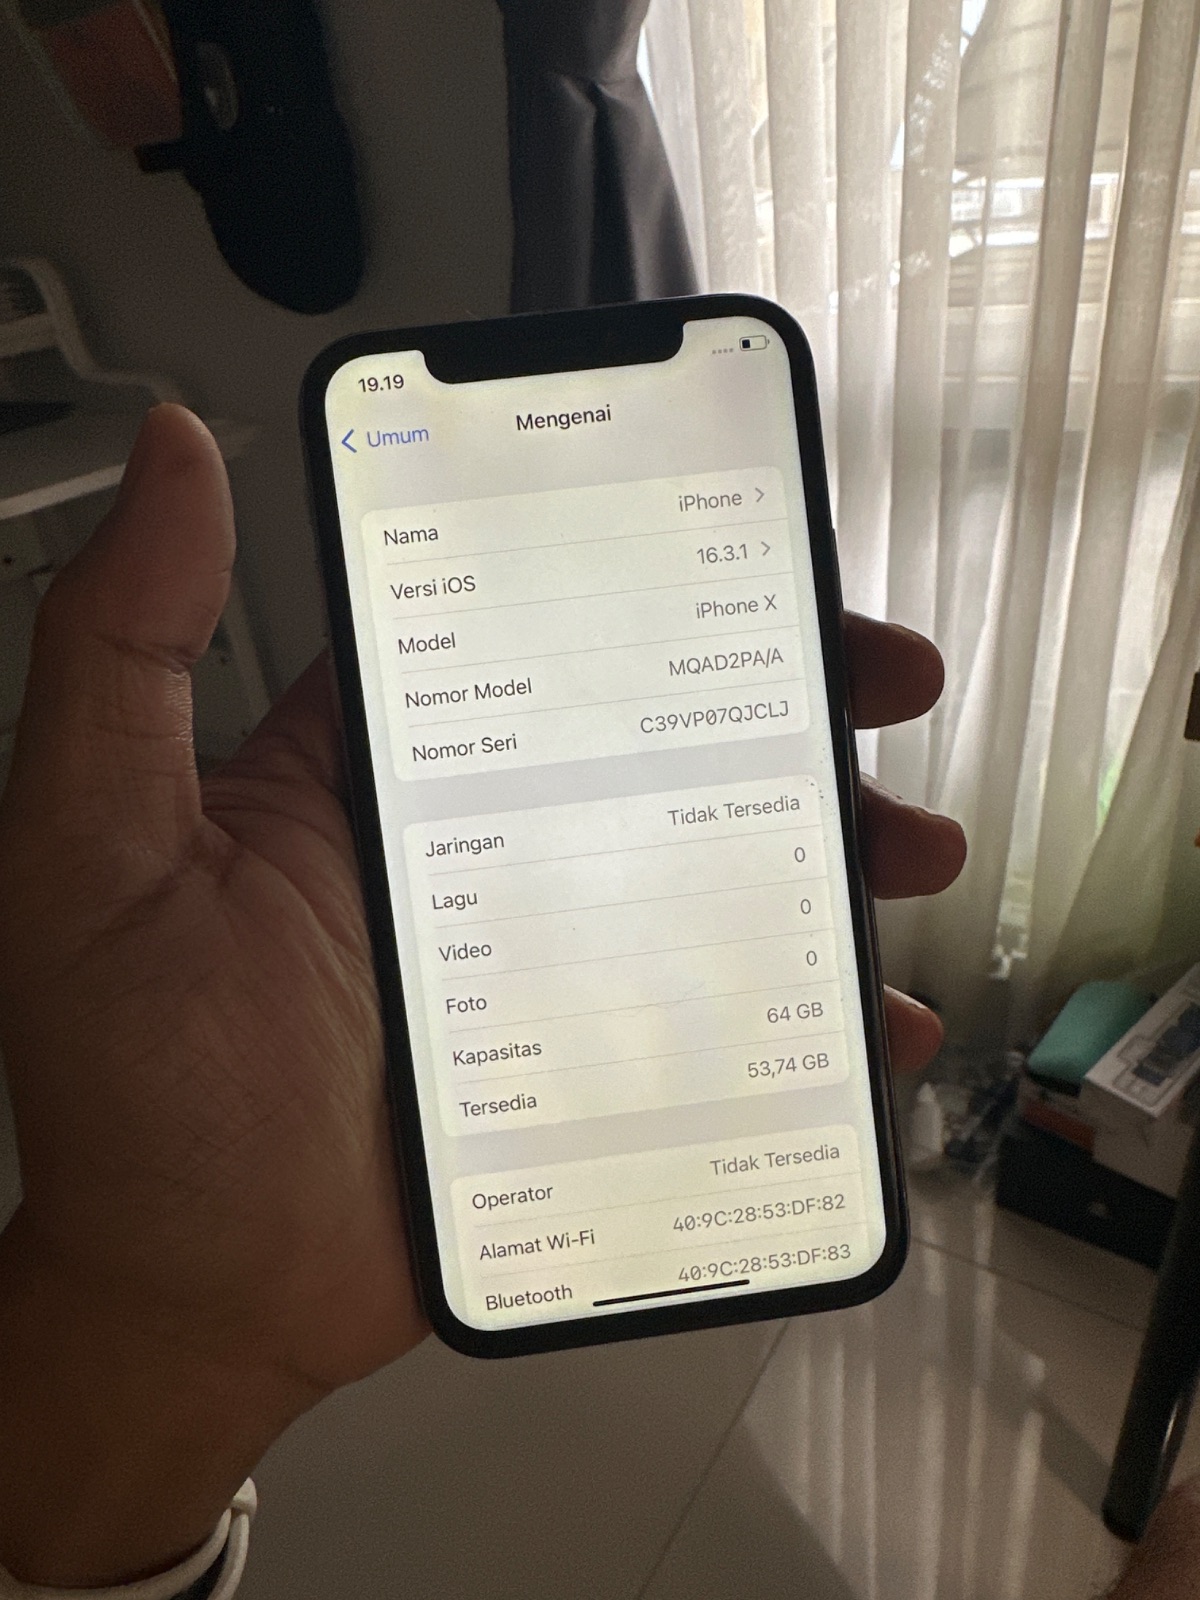 19.19
Umum
Mengenai
Nama iPhone
Versi iOS 16.3.1
Model iPhone X
Nomor Model MQAD2PA/A
Nomor Seri C39VP07QJCLJ
Jaringan Tidak Tersedia
Lagu 0
Video 0
Foto 0
Kapasitas 64 GB
Tersedia 53,74 GB
Operator Tidak Tersedia
Alamat Wi-Fi 40:9C:28:53:DF:82
Bluetooth 40:9C:28:53:DF:83